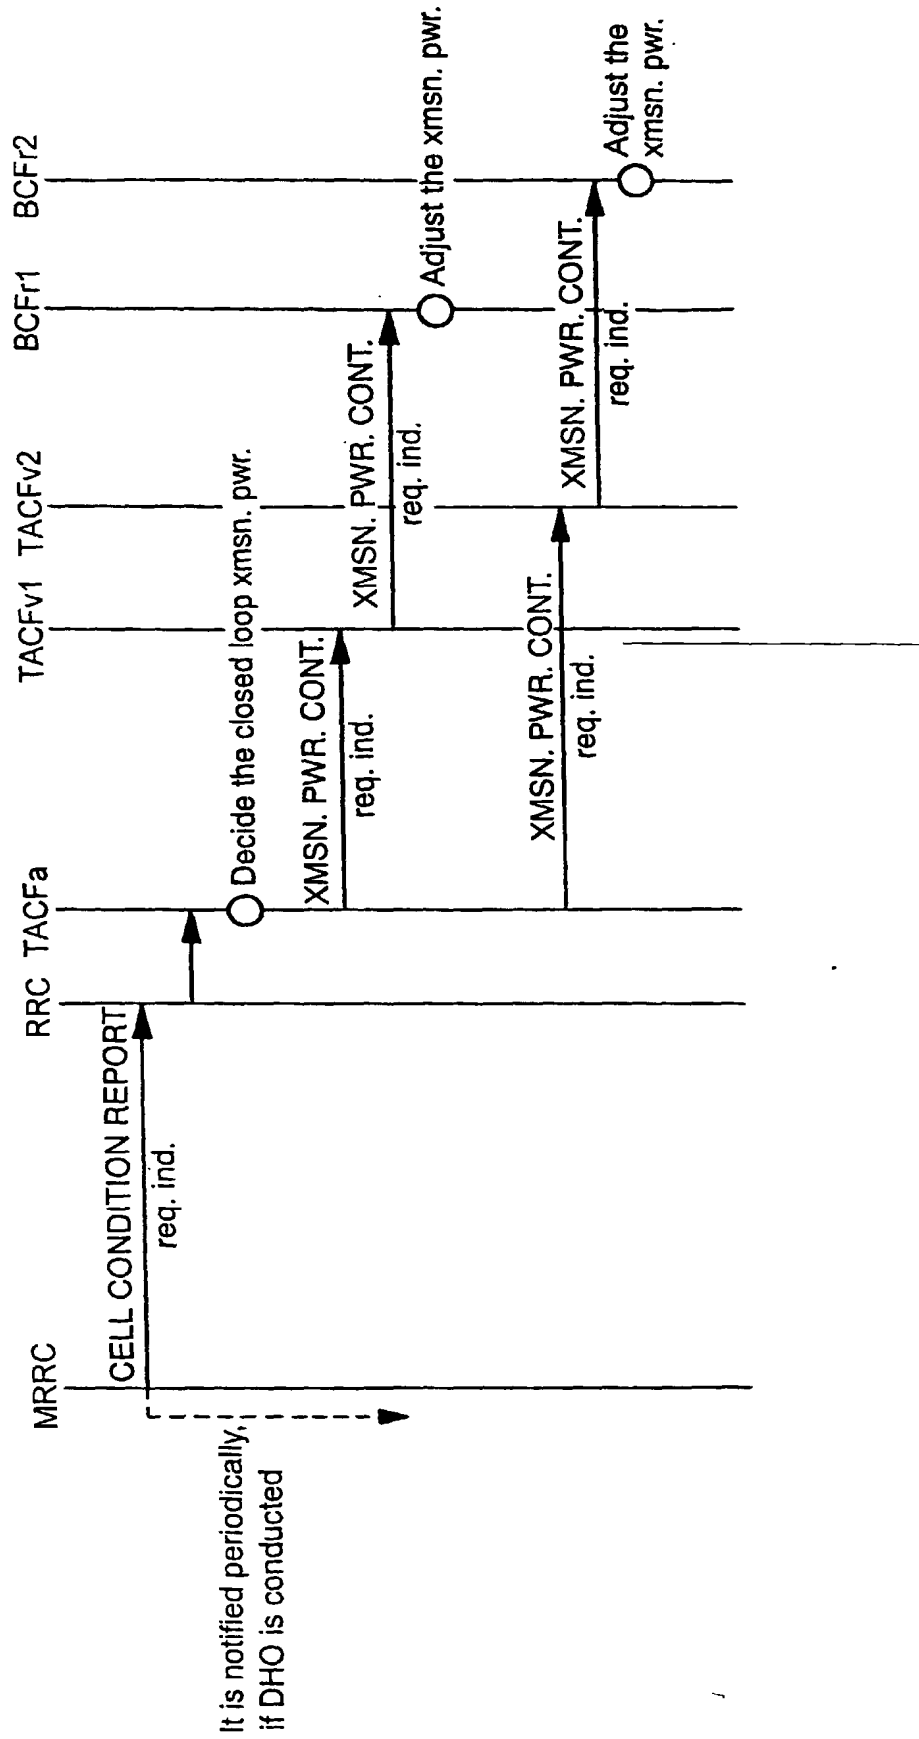 MRRC
RRC
TACFa
TACFv1
TACFv2
BCFr1
BCFr2
CELL CONDITION REPORT
req. ind.
It is notified periodically,
if DHO is conducted
Decide the closed loop xmsn. pwr.
XMSN. PWR. CONT.
req. ind.
XMSN. PWR. CONT.
req. ind.
Adjust the xmsn. pwr.
XMSN. PWR. CONT.
req. ind.
XMSN. PWR. CONT.
req. ind.
Adjust the
xmsn. pwr.